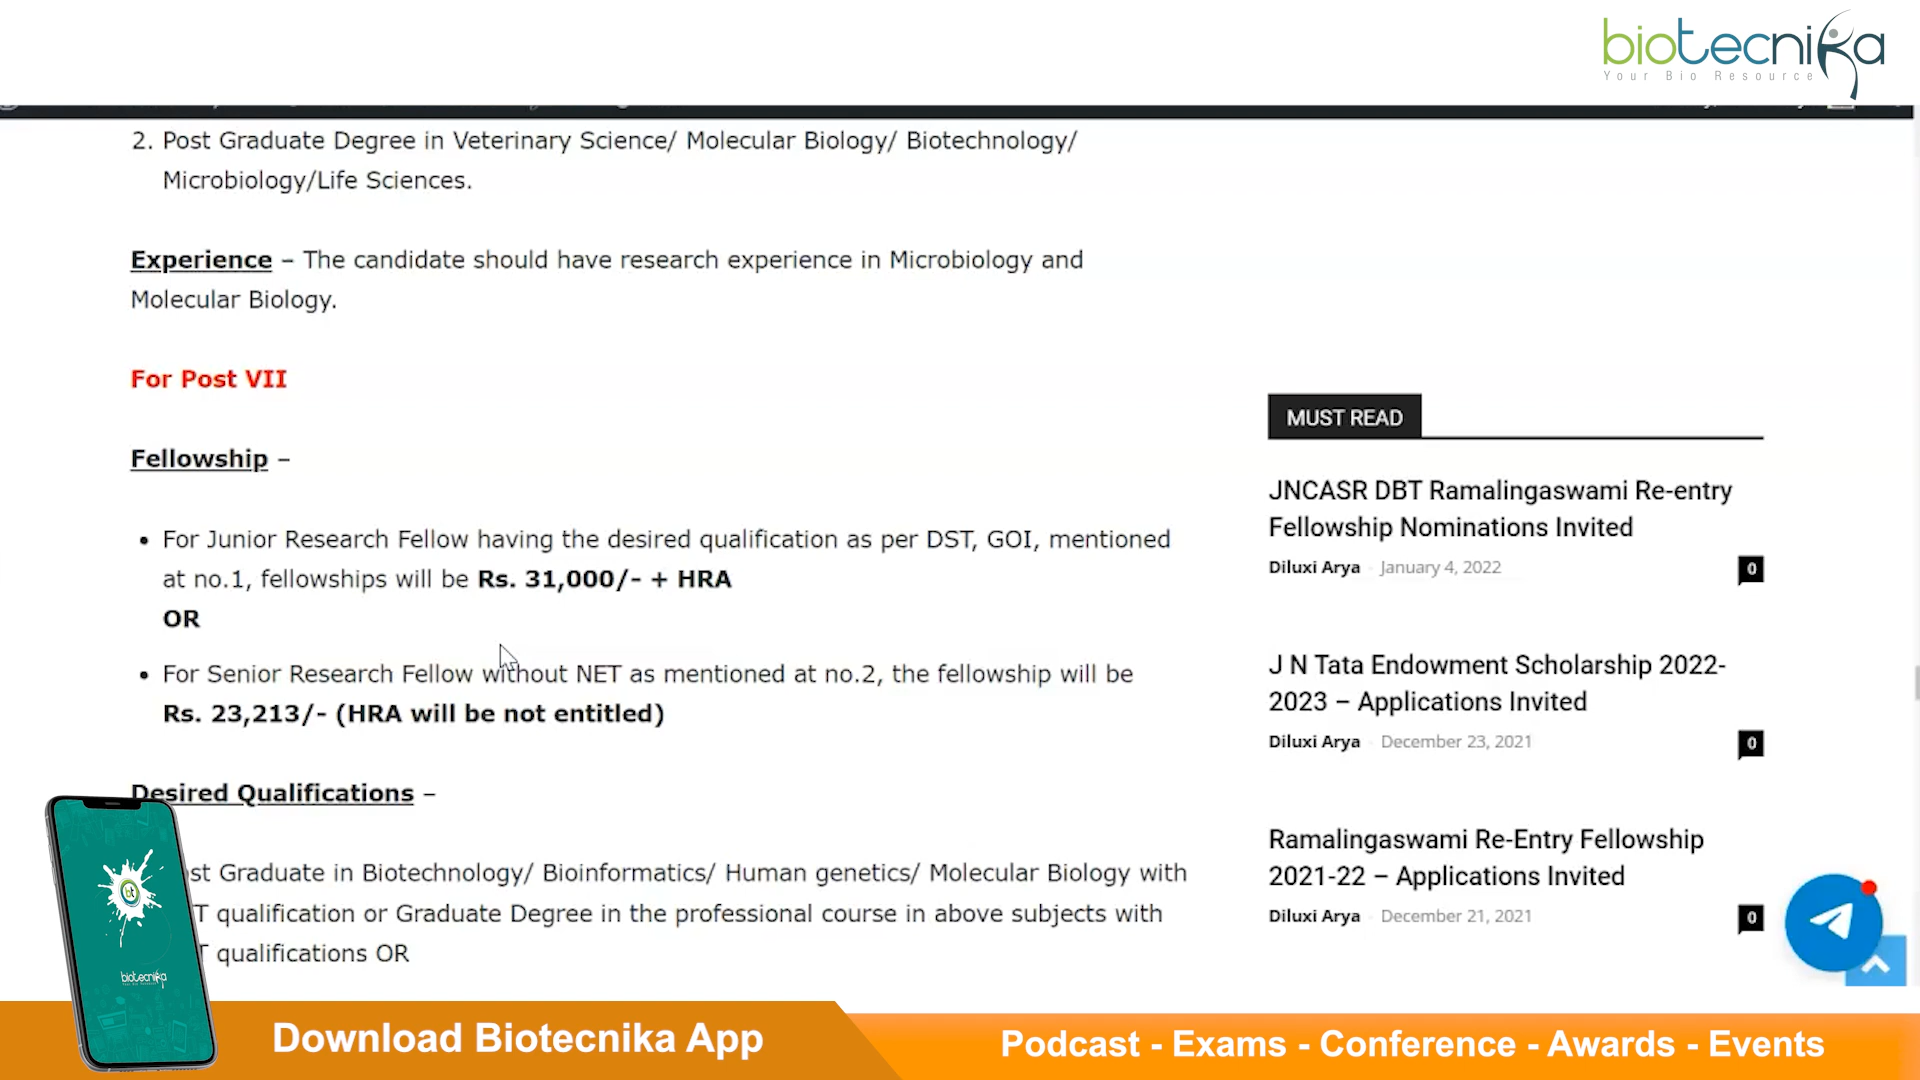 biotecnika
Your Bio Resource
2. Post Graduate Degree in Veterinary Science/ Molecular Biology/ Biotechnology/
Microbiology/Life Sciences.
Experience – The candidate should have research experience in Microbiology and
Molecular Biology.
For Post VII
Fellowship –
• For Junior Research Fellow having the desired qualification as per DST, GOI, mentioned
at no.1, fellowships will be Rs. 31,000/- + HRA
OR
• For Senior Research Fellow without NET as mentioned at no.2, the fellowship will be
Rs. 23,213/- (HRA will be not entitled)
Desired Qualifications –
st Graduate in Biotechnology/ Bioinformatics/ Human genetics/ Molecular Biology with
T qualification or Graduate Degree in the professional course in above subjects with
T qualifications OR
MUST READ
JNCASR DBT Ramalingaswami Re-entry
Fellowship Nominations Invited
Diluxi Arya - January 4, 2022
0
J N Tata Endowment Scholarship 2022-
2023 – Applications Invited
Diluxi Arya - December 23, 2021
0
Ramalingaswami Re-Entry Fellowship
2021-22 – Applications Invited
Diluxi Arya - December 21, 2021
0
bt
biotecnika
Download Biotecnika App
Podcast - Exams - Conference - Awards - Events